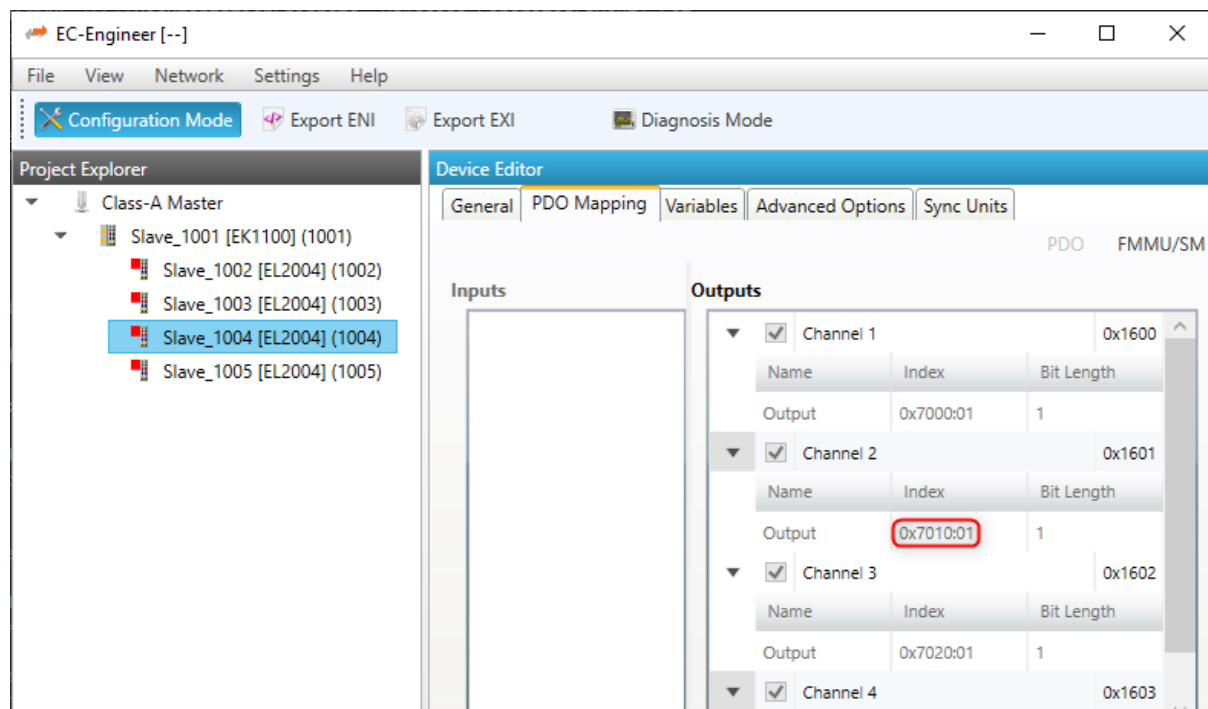 EC-Engineer [--]
File View Network Settings Help
Configuration Mode Export ENI Export EXI Diagnosis Mode
Project Explorer
Class-A Master
Slave_1001 [EK1100] (1001)
Slave_1002 [EL2004] (1002)
Slave_1003 [EL2004] (1003)
Slave_1004 [EL2004] (1004)
Slave_1005 [EL2004] (1005)
Device Editor
General PDO Mapping Variables Advanced Options Sync Units
PDO FMMU/SM
Inputs
Outputs
Channel 1 0x1600
Name Index Bit Length
Output 0x7000:01 1
Channel 2 0x1601
Name Index Bit Length
Output 0x7010:01 1
Channel 3 0x1602
Name Index Bit Length
Output 0x7020:01 1
Channel 4 0x1603